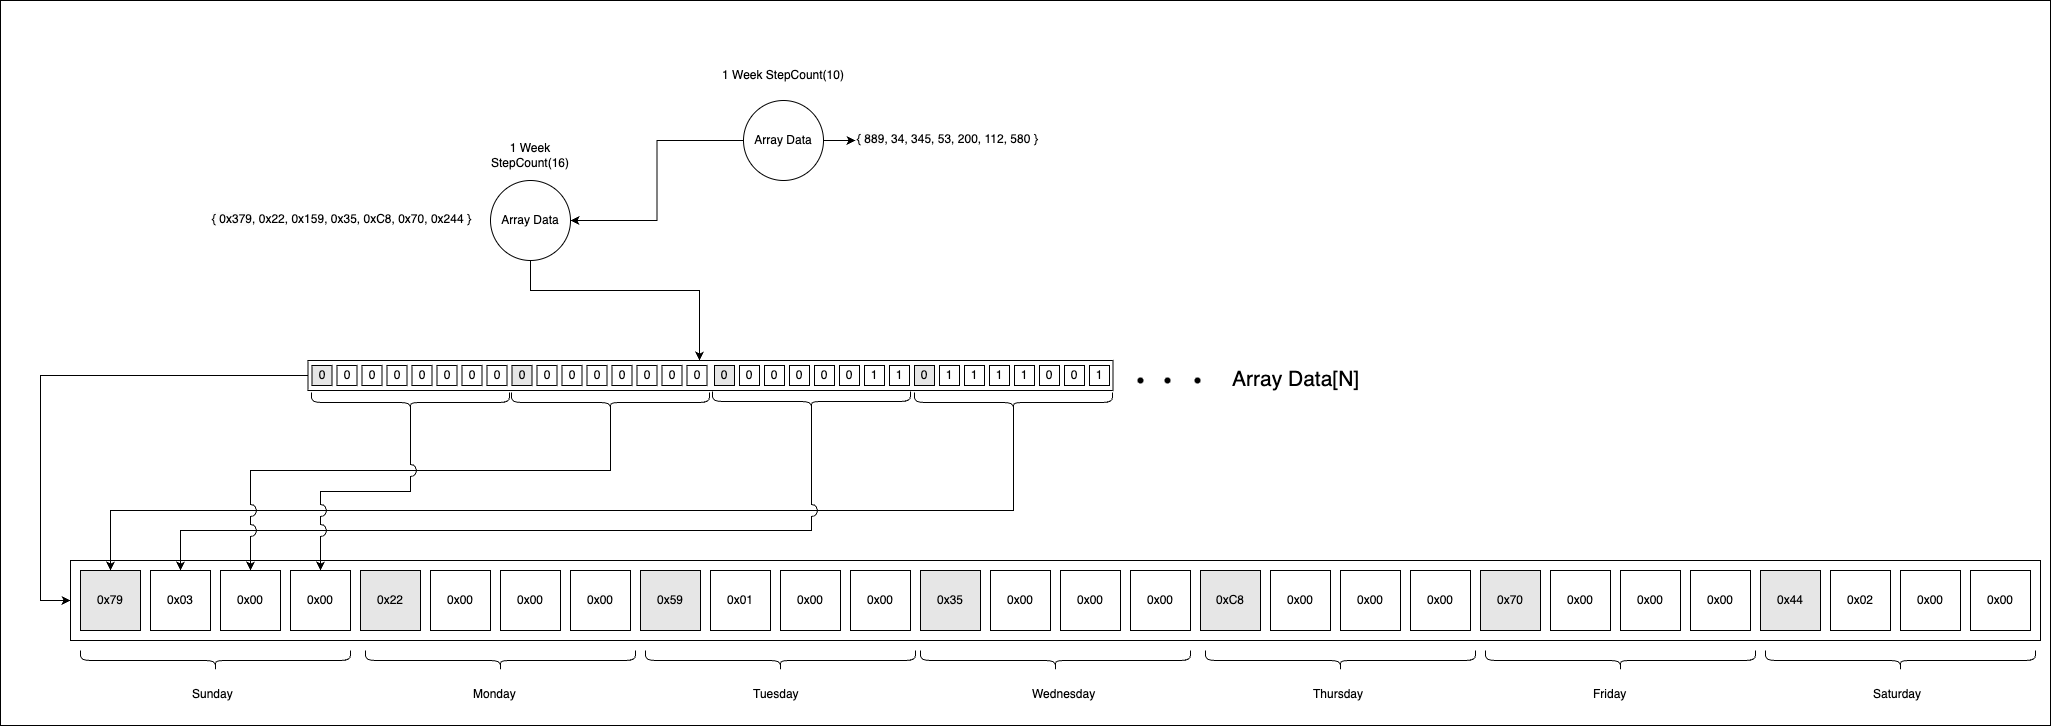 1 Week StepCount(10)
Array Data
{ 889, 34, 345, 53, 200, 112, 580 }
1 Week
StepCount(16)
{ 0x379, 0x22, 0x159, 0x35, 0xC8, 0x70, 0x244 }
Array Data
0 0 0 0 0 0 0 0 0 0 0 0 0 0 0 0 0 0 0 0 0 0 1 1 0 1 1 1 1 0 0 1
• • • Array Data[N]
0x79 0x03 0x00 0x00 0x22 0x00 0x00 0x00 0x59 0x01 0x00 0x00 0x35 0x00 0x00 0x00 0xC8 0x00 0x00 0x00 0x70 0x00 0x00 0x00 0x44 0x02 0x00 0x00
Sunday Monday Tuesday Wednesday Thursday Friday Saturday